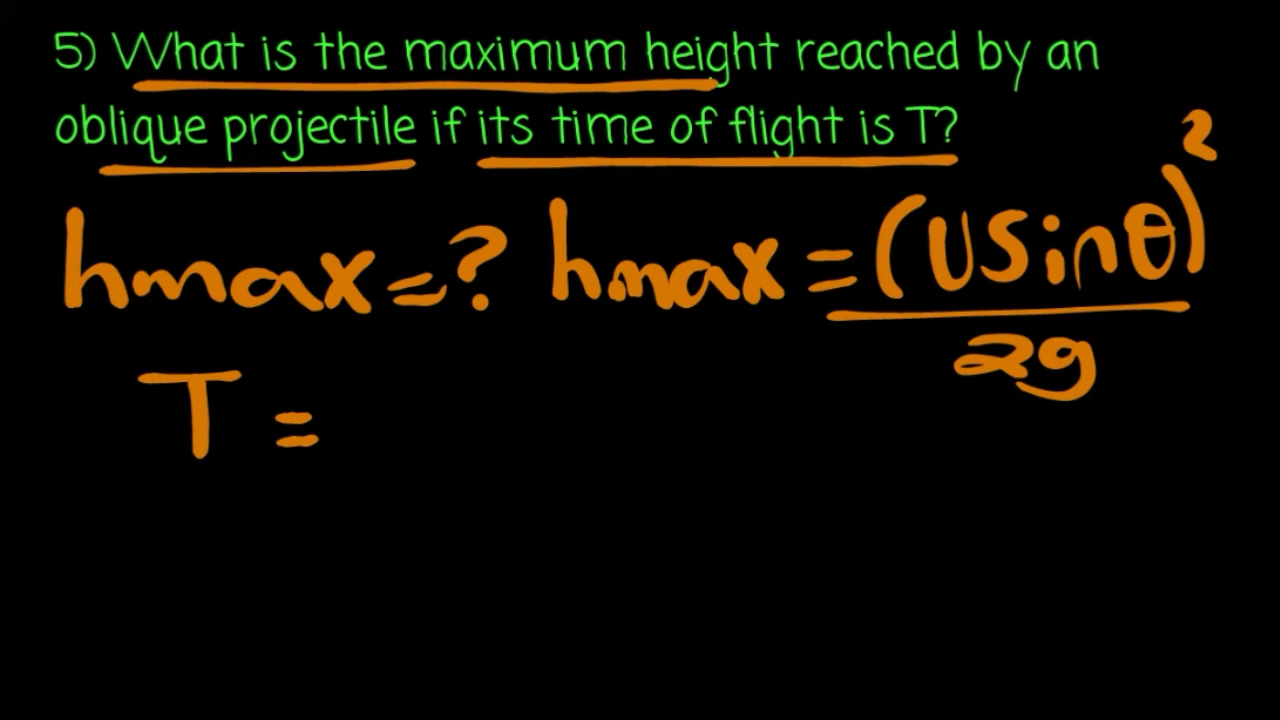 5) What is the maximum height reached by an
oblique projectile if its time of flight is T?
hmax=? hmax = (usinθ)²
2g
T =